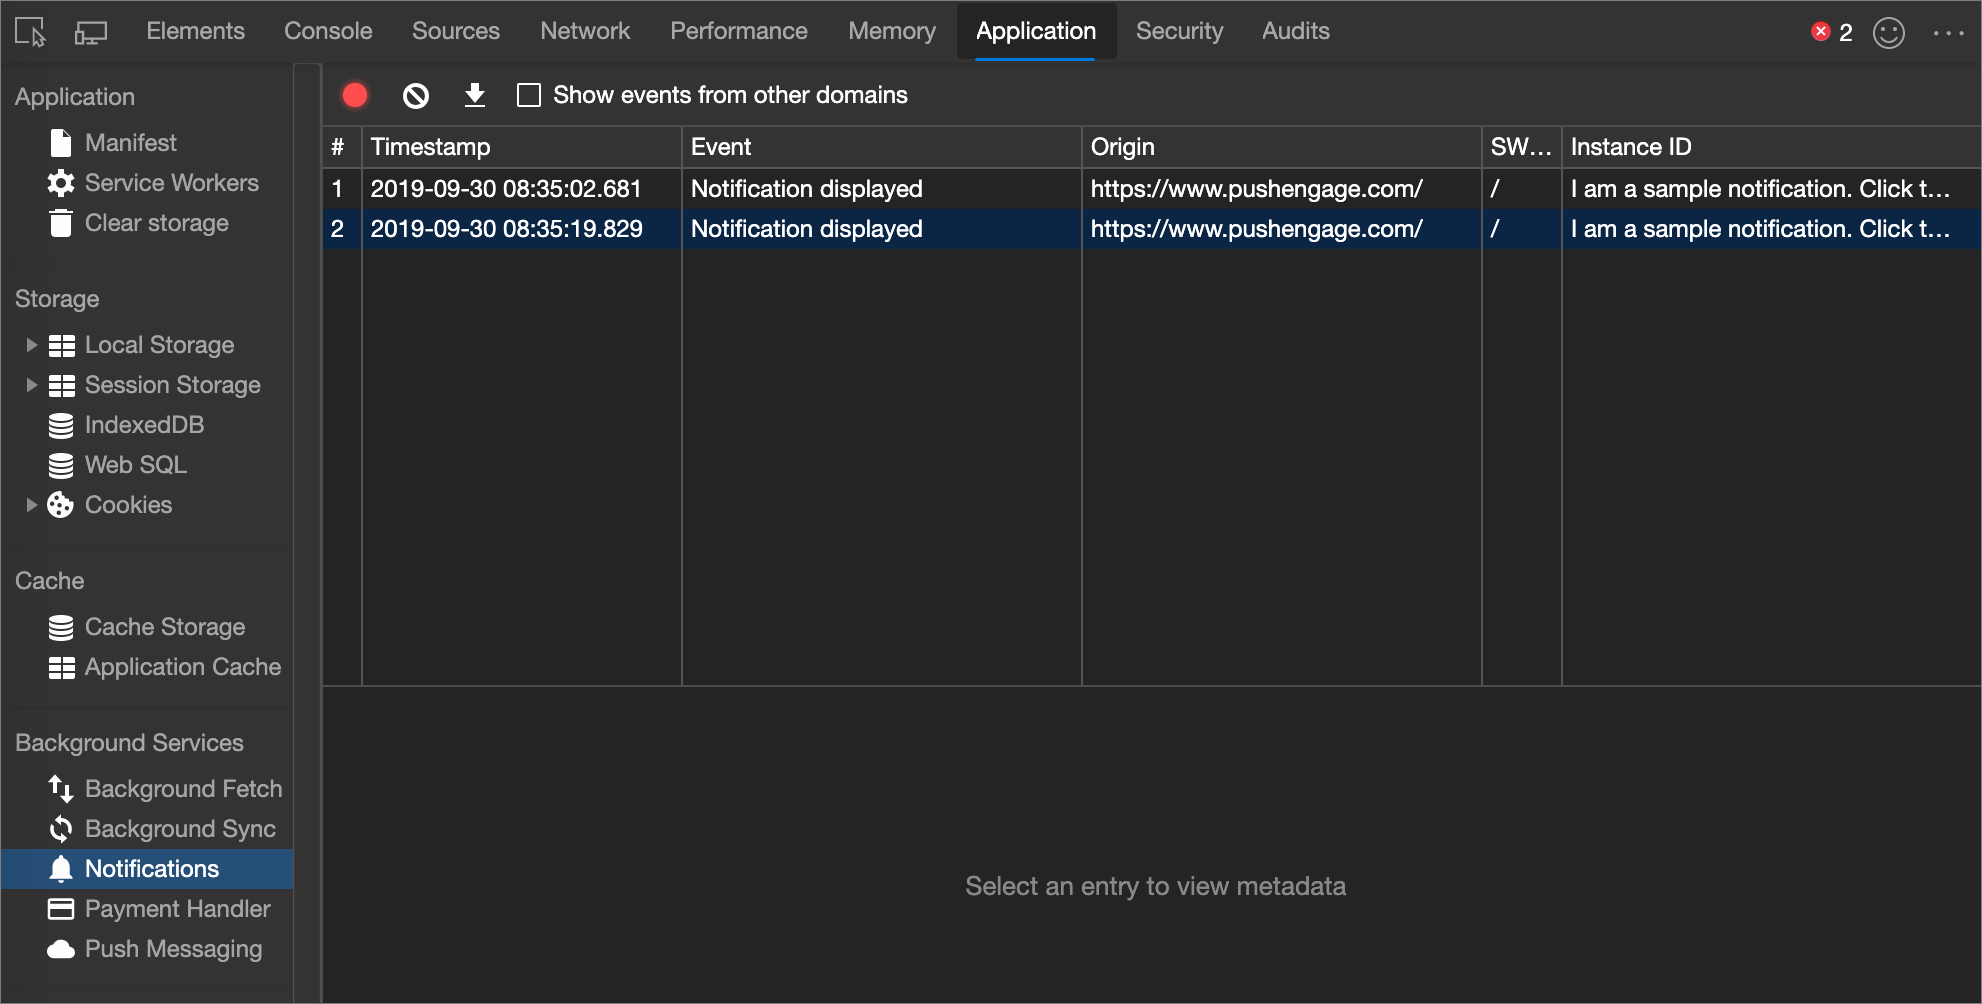 Elements Console Sources Network Performance Memory Application Security Audits 2
Application
Manifest
Service Workers
Clear storage
Storage
Local Storage
Session Storage
IndexedDB
Web SQL
Cookies
Cache
Cache Storage
Application Cache
Background Services
Background Fetch
Background Sync
Notifications
Payment Handler
Push Messaging
Show events from other domains
# Timestamp Event Origin SW... Instance ID
1 2019-09-30 08:35:02.681 Notification displayed https://www.pushengage.com/ / I am a sample notification. Click t...
2 2019-09-30 08:35:19.829 Notification displayed https://www.pushengage.com/ / I am a sample notification. Click t...
Select an entry to view metadata